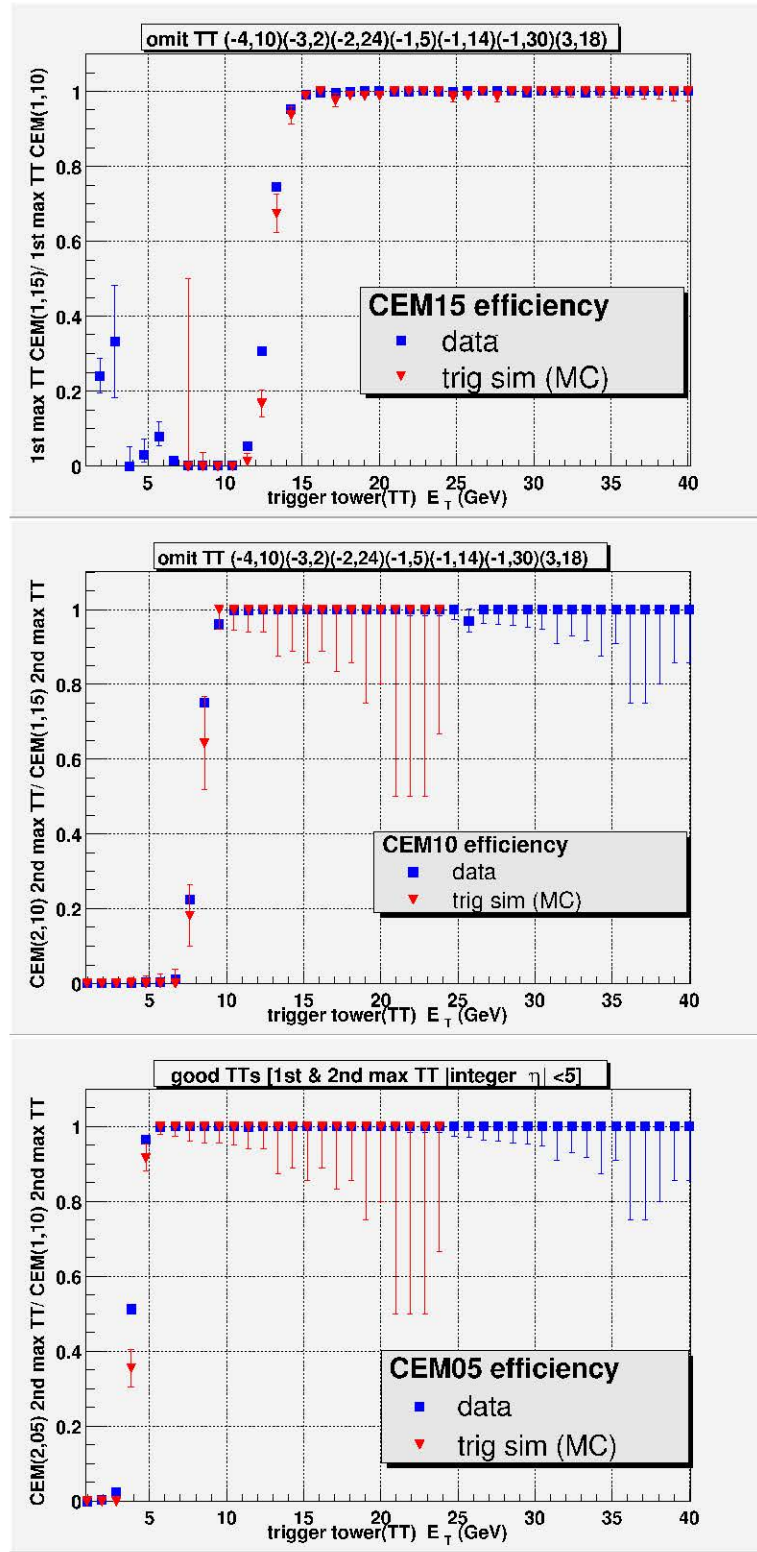 omit TT (-4,10)(-3,2)(-2,24)(-1,5)(-1,14)(-1,30)(3,18)
1st max TT CEM(1,15)/ 1st max TT CEM(1,10)
1
0.8
0.6
0.4
0.2
0
CEM15 efficiency
data
trig sim (MC)
5 10 15 20 25 30 35 40
trigger tower(TT) E T (GeV)
omit TT (-4,10)(-3,2)(-2,24)(-1,5)(-1,14)(-1,30)(3,18)
CEM(2,10) 2nd max TT/ CEM(1,15) 2nd max TT
1
0.8
0.6
0.4
0.2
0
CEM10 efficiency
data
trig sim (MC)
5 10 15 20 25 30 35 40
trigger tower(TT) E T (GeV)
good TTs [1st & 2nd max TT |integer η| <5]
CEM(2,05) 2nd max TT/ CEM(1,10) 2nd max TT
1
0.8
0.6
0.4
0.2
0
CEM05 efficiency
data
trig sim (MC)
5 10 15 20 25 30 35 40
trigger tower(TT) E T (GeV)